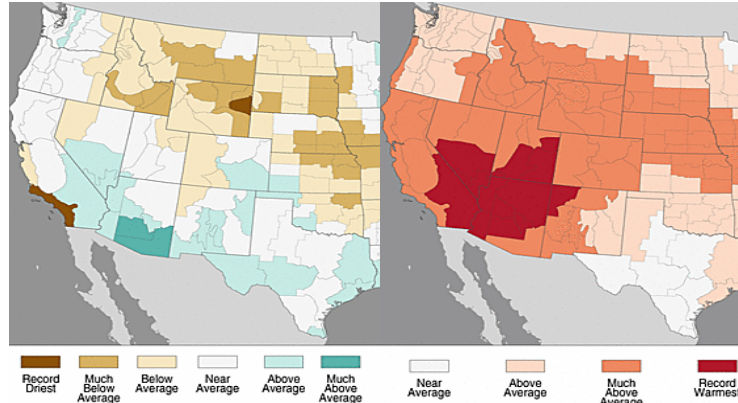 Record
Driest
Much
Below
Average
Below
Average
Near
Average
Above
Average
Much
Above
Average
Near
Average
Above
Average
Much
Above
Average
Record
Warmest